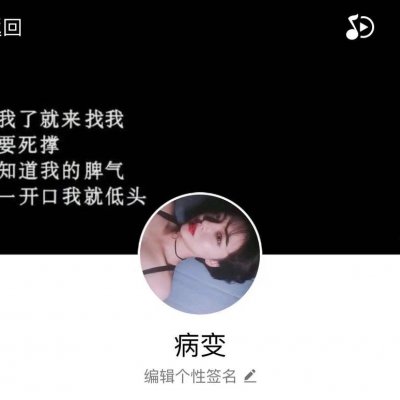 返回
我了就来找我
要死撑
知道我的脾气
一开口我就低头
病变
编辑个性签名